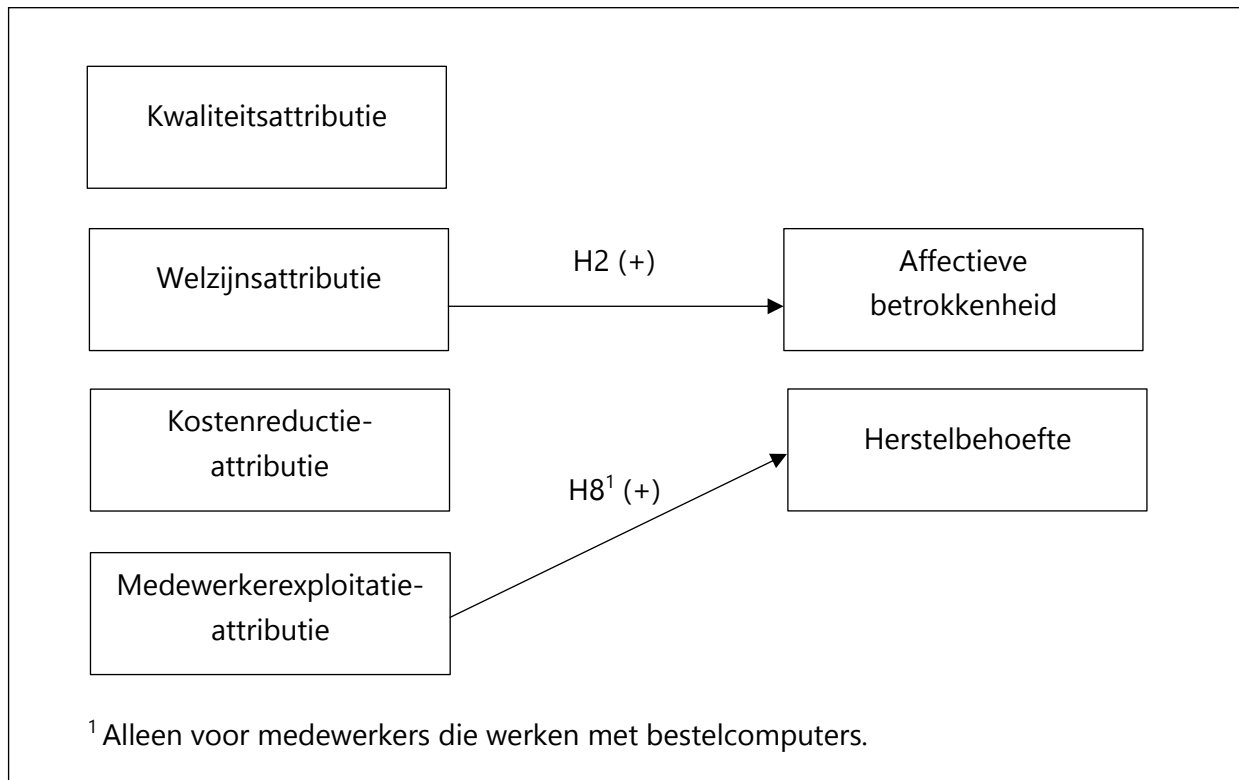 Kwaliteitsattributie
Welzijnsattributie
H2 (+)
Affectieve
betrokkenheid
Kostenreductie-
attributie
Herstelbehoefte
H8¹ (+)
Medewerkerexploitatie-
attributie
¹ Alleen voor medewerkers die werken met bestelcomputers.